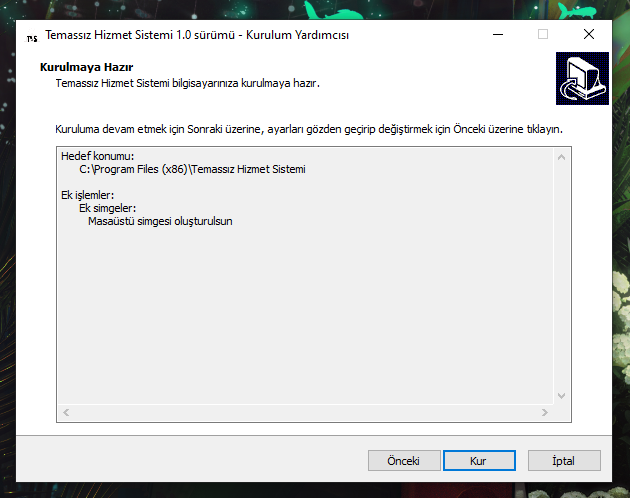 Temassız Hizmet Sistemi 1.0 sürümü - Kurulum Yardımcısı
Kurulmaya Hazır
Temassız Hizmet Sistemi bilgisayarınıza kurulmaya hazır.
Kuruluma devam etmek için Sonraki üzerine, ayarları gözden geçirip değiştirmek için Önceki üzerine tıklayın.
Hedef konumu:
C:\Program Files (x86)\Temassız Hizmet Sistemi
Ek işlemler:
Ek simgeler:
Masaüstü simgesi oluşturulsun
Önceki
Kur
İptal